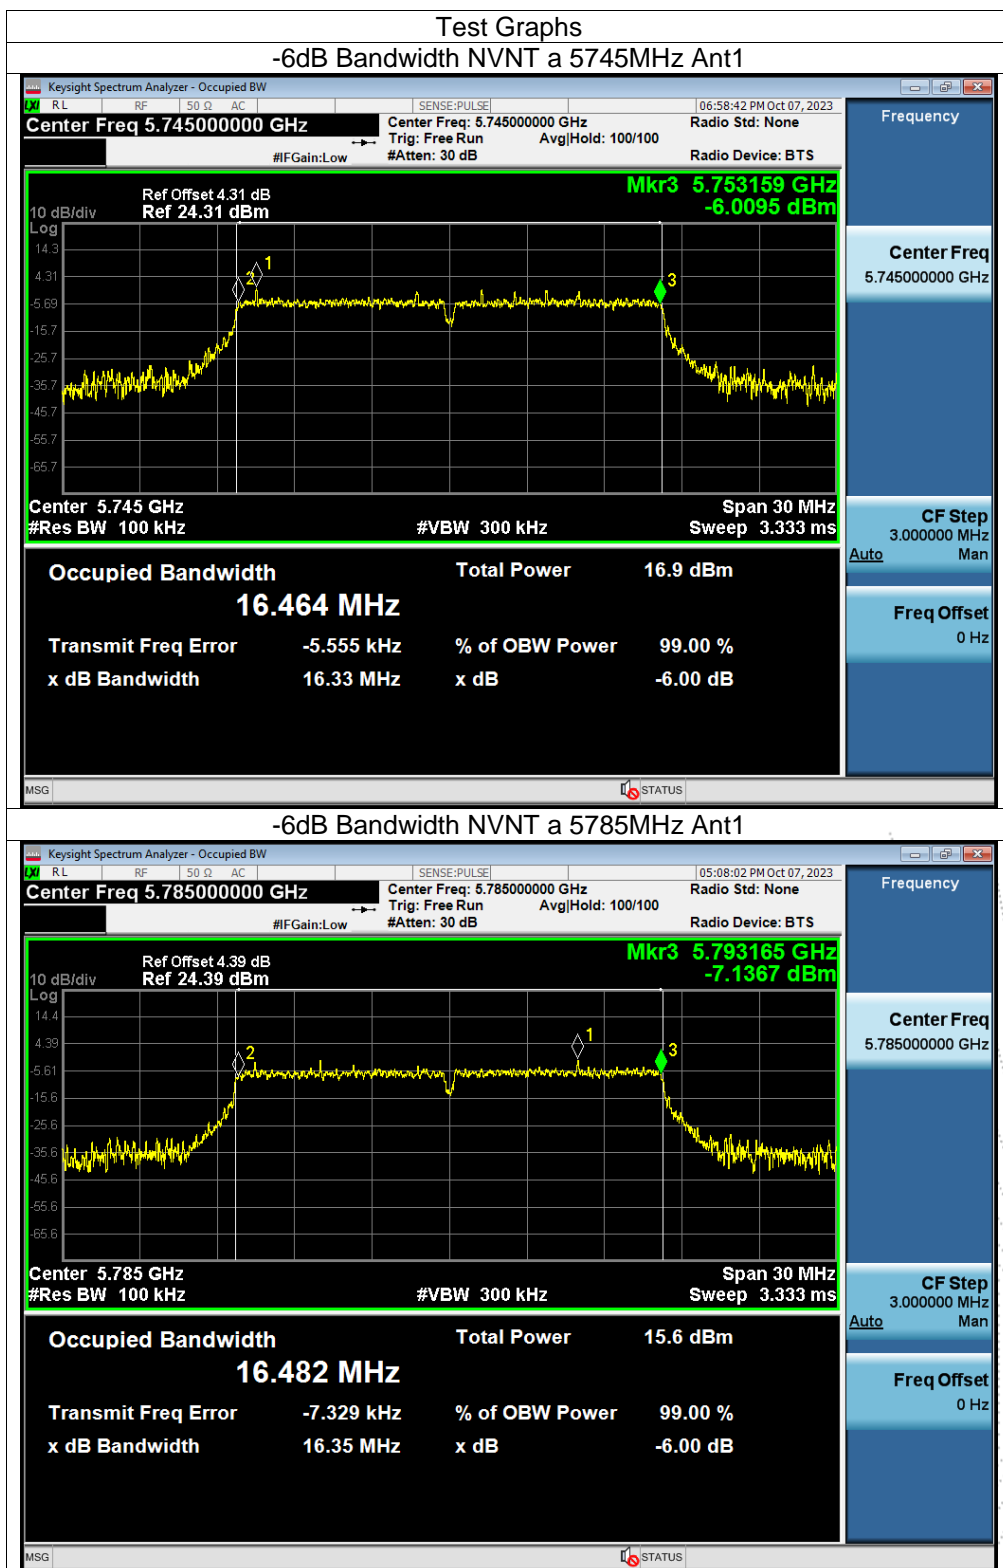 Test Graphs
-6dB Bandwidth NVNT a 5745MHz Ant1
Keysight Spectrum Analyzer - Occupied BW
LXI RL RF 50 Ω AC SENSE:PULSE 06:58:42 PM Oct 07, 2023
Center Freq 5.745000000 GHz Center Freq: 5.745000000 GHz Radio Std: None Frequency
Trig: Free Run Avg|Hold: 100/100
#IFGain:Low #Atten: 30 dB Radio Device: BTS
Mkr3 5.753159 GHz
Ref Offset 4.31 dB -6.0095 dBm
10 dB/div Ref 24.31 dBm
Log
14.3
4.31
-5.69
-15.7
-25.7
-35.7
-45.7
-55.7
-65.7
1
2
3
Center Freq
5.745000000 GHz
Center 5.745 GHz Span 30 MHz
#Res BW 100 kHz #VBW 300 kHz Sweep 3.333 ms
CF Step
3.000000 MHz
Auto Man
Occupied Bandwidth Total Power 16.9 dBm
16.464 MHz
Freq Offset
0 Hz
Transmit Freq Error -5.555 kHz % of OBW Power 99.00 %
x dB Bandwidth 16.33 MHz x dB -6.00 dB
MSG STATUS
-6dB Bandwidth NVNT a 5785MHz Ant1
Keysight Spectrum Analyzer - Occupied BW
LXI RL RF 50 Ω AC SENSE:PULSE 05:08:02 PM Oct 07, 2023
Center Freq 5.785000000 GHz Center Freq: 5.785000000 GHz Radio Std: None Frequency
Trig: Free Run Avg|Hold: 100/100
#IFGain:Low #Atten: 30 dB Radio Device: BTS
Mkr3 5.793165 GHz
Ref Offset 4.39 dB -7.1367 dBm
10 dB/div Ref 24.39 dBm
Log
14.4
4.39
-5.61
-15.6
-25.6
-35.6
-45.6
-55.6
-65.6
1
2
3
Center Freq
5.785000000 GHz
Center 5.785 GHz Span 30 MHz
#Res BW 100 kHz #VBW 300 kHz Sweep 3.333 ms
CF Step
3.000000 MHz
Auto Man
Occupied Bandwidth Total Power 15.6 dBm
16.482 MHz
Freq Offset
0 Hz
Transmit Freq Error -7.329 kHz % of OBW Power 99.00 %
x dB Bandwidth 16.35 MHz x dB -6.00 dB
MSG STATUS